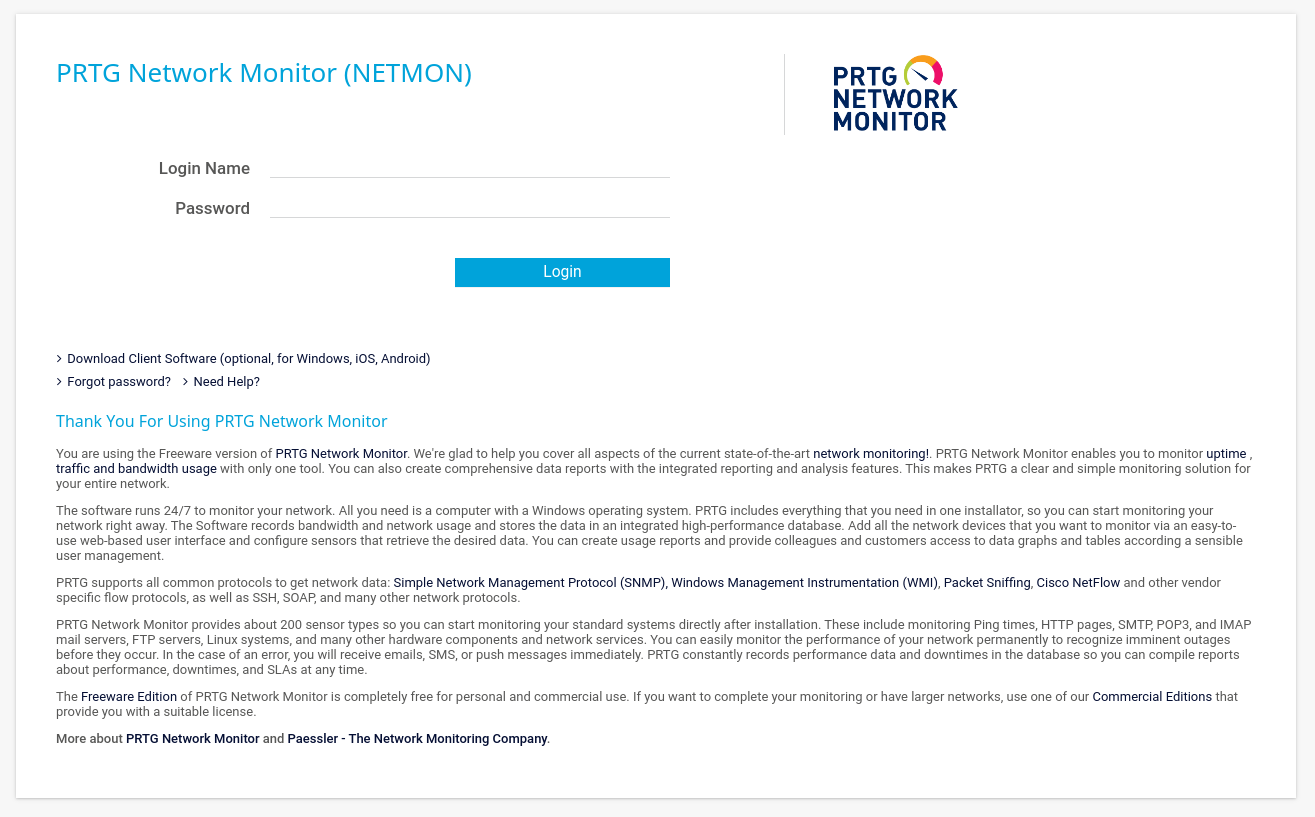 PRTG Network Monitor (NETMON)
PRTG
NETWORK
MONITOR
Login Name
Password
Login
Download Client Software (optional, for Windows, iOS, Android)
Forgot password? Need Help?
Thank You For Using PRTG Network Monitor
You are using the Freeware version of PRTG Network Monitor. We're glad to help you cover all aspects of the current state-of-the-art network monitoring!. PRTG Network Monitor enables you to monitor uptime ,
traffic and bandwidth usage with only one tool. You can also create comprehensive data reports with the integrated reporting and analysis features. This makes PRTG a clear and simple monitoring solution for
your entire network.
The software runs 24/7 to monitor your network. All you need is a computer with a Windows operating system. PRTG includes everything that you need in one installator, so you can start monitoring your
network right away. The Software records bandwidth and network usage and stores the data in an integrated high-performance database. Add all the network devices that you want to monitor via an easy-to-
use web-based user interface and configure sensors that retrieve the desired data. You can create usage reports and provide colleagues and customers access to data graphs and tables according a sensible
user management.
PRTG supports all common protocols to get network data: Simple Network Management Protocol (SNMP), Windows Management Instrumentation (WMI), Packet Sniffing, Cisco NetFlow and other vendor
specific flow protocols, as well as SSH, SOAP, and many other network protocols.
PRTG Network Monitor provides about 200 sensor types so you can start monitoring your standard systems directly after installation. These include monitoring Ping times, HTTP pages, SMTP, POP3, and IMAP
mail servers, FTP servers, Linux systems, and many other hardware components and network services. You can easily monitor the performance of your network permanently to recognize imminent outages
before they occur. In the case of an error, you will receive emails, SMS, or push messages immediately. PRTG constantly records performance data and downtimes in the database so you can compile reports
about performance, downtimes, and SLAs at any time.
The Freeware Edition of PRTG Network Monitor is completely free for personal and commercial use. If you want to complete your monitoring or have larger networks, use one of our Commercial Editions that
provide you with a suitable license.
More about PRTG Network Monitor and Paessler - The Network Monitoring Company.